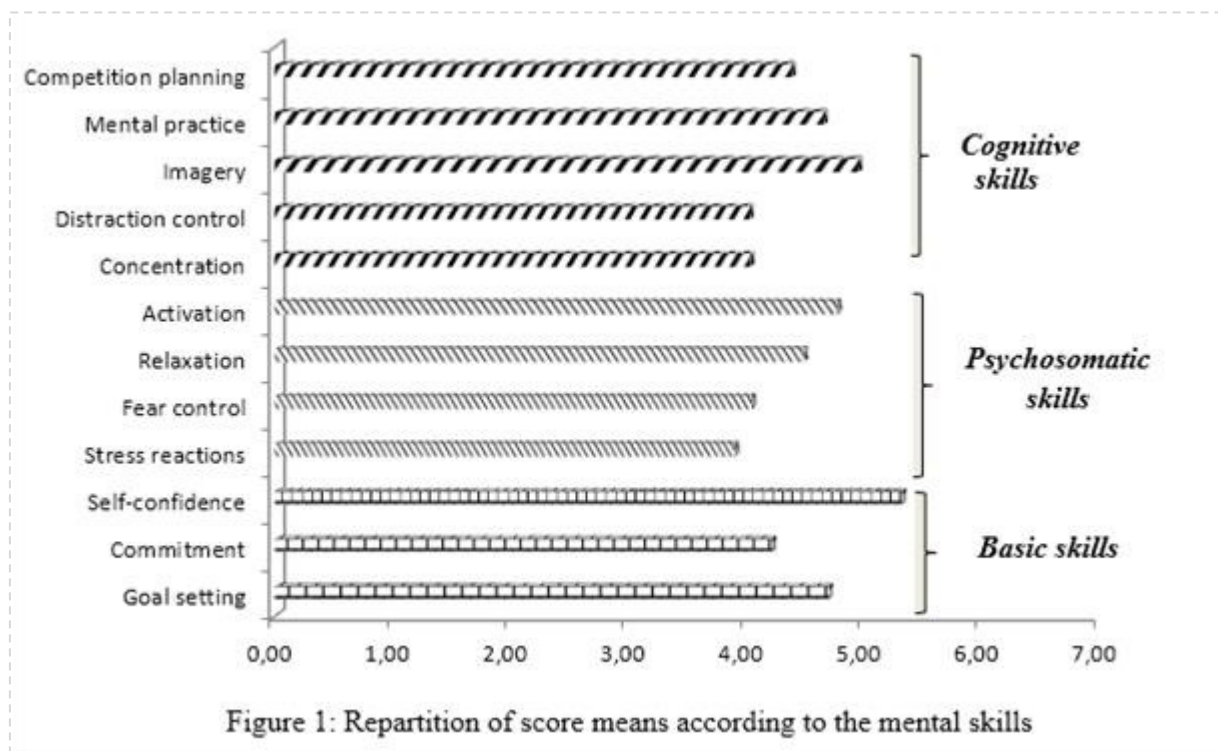 Competition planning
Mental practice
Imagery
Distraction control
Concentration
Activation
Relaxation
Fear control
Stress reactions
Self-confidence
Commitment
Goal setting
Cognitive
skills
Psychosomatic
skills
Basic skills
0,00 1,00 2,00 3,00 4,00 5,00 6,00 7,00
Figure 1: Repartition of score means according to the mental skills